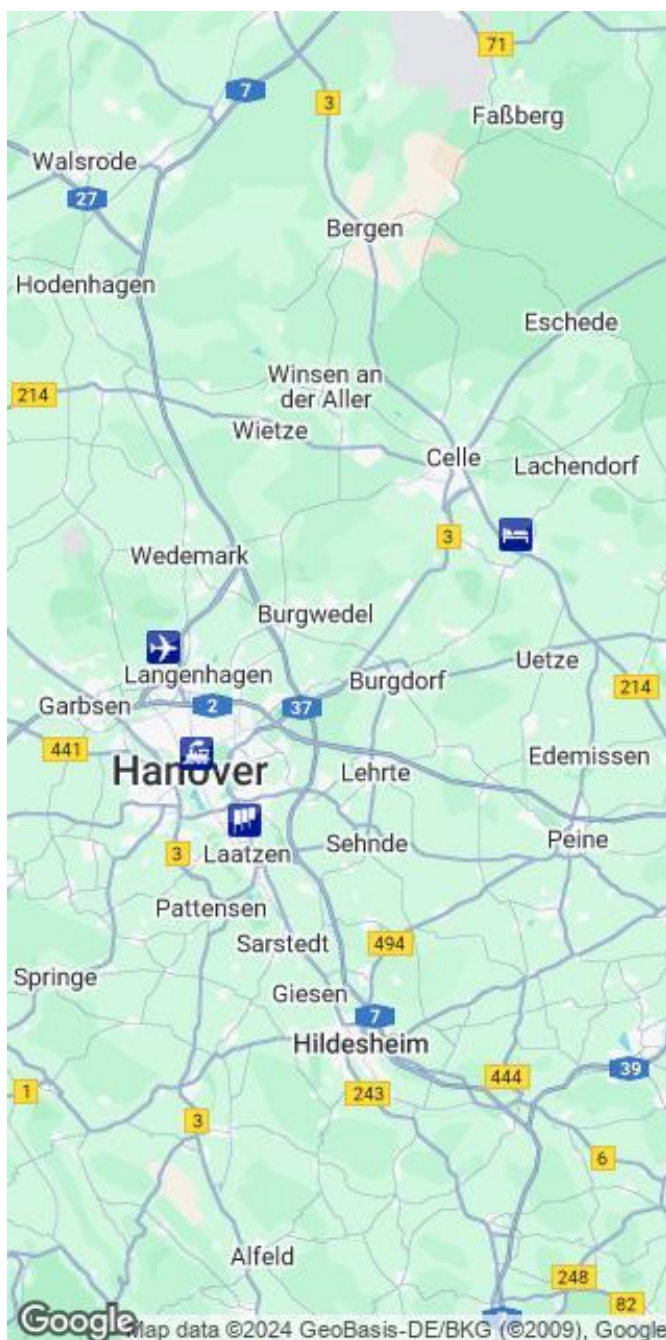 71
7
3
Faßberg
Walsrode
27
Bergen
Hodenhagen
Eschede
Winsen an
der Aller
214
Wietze
Celle
Lachendorf
3
Wedemark
Burgwedel
Uetze
Langenhagen
Burgdorf
214
Garbsen
2
37
441
Edemissen
Hanover
Lehrte
Peine
Sehnde
3
Laatzen
Pattensen
Sarstedt
494
Springe
Giesen
7
Hildesheim
39
444
1
243
3
6
Alfeld
248
82
Google
Map data ©2024 GeoBasis-DE/BKG (©2009), Google